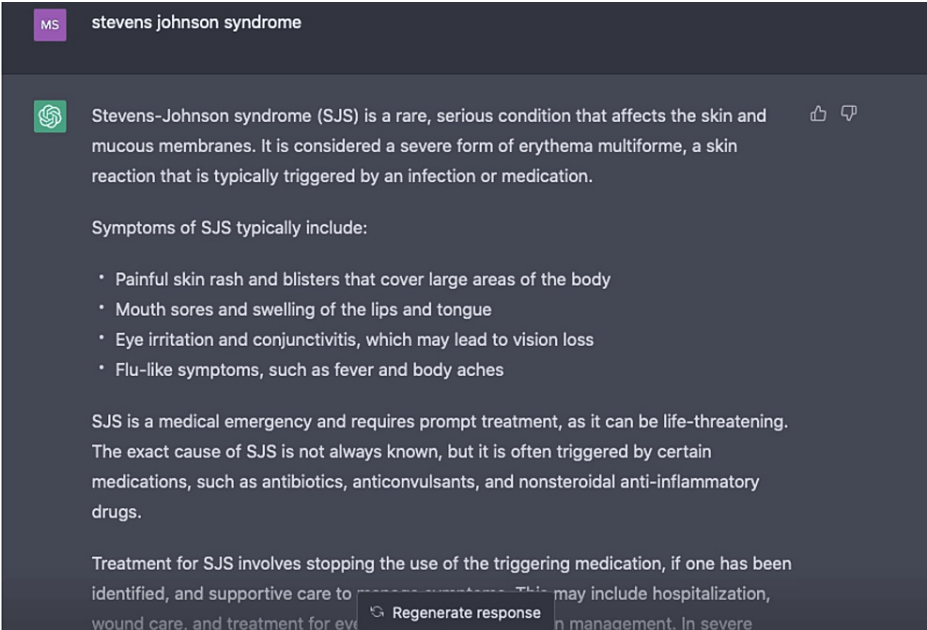 MS stevens johnson syndrome
Stevens-Johnson syndrome (SJS) is a rare, serious condition that affects the skin and
mucous membranes. It is considered a severe form of erythema multiforme, a skin
reaction that is typically triggered by an infection or medication.
Symptoms of SJS typically include:
• Painful skin rash and blisters that cover large areas of the body
• Mouth sores and swelling of the lips and tongue
• Eye irritation and conjunctivitis, which may lead to vision loss
• Flu-like symptoms, such as fever and body aches
SJS is a medical emergency and requires prompt treatment, as it can be life-threatening.
The exact cause of SJS is not always known, but it is often triggered by certain
medications, such as antibiotics, anticonvulsants, and nonsteroidal anti-inflammatory
drugs.
Treatment for SJS involves stopping the use of the triggering medication, if one has been
identified, and supportive care to manage symptoms. This may include hospitalization,
Regenerate response
wound care, and treatment for management. In severe